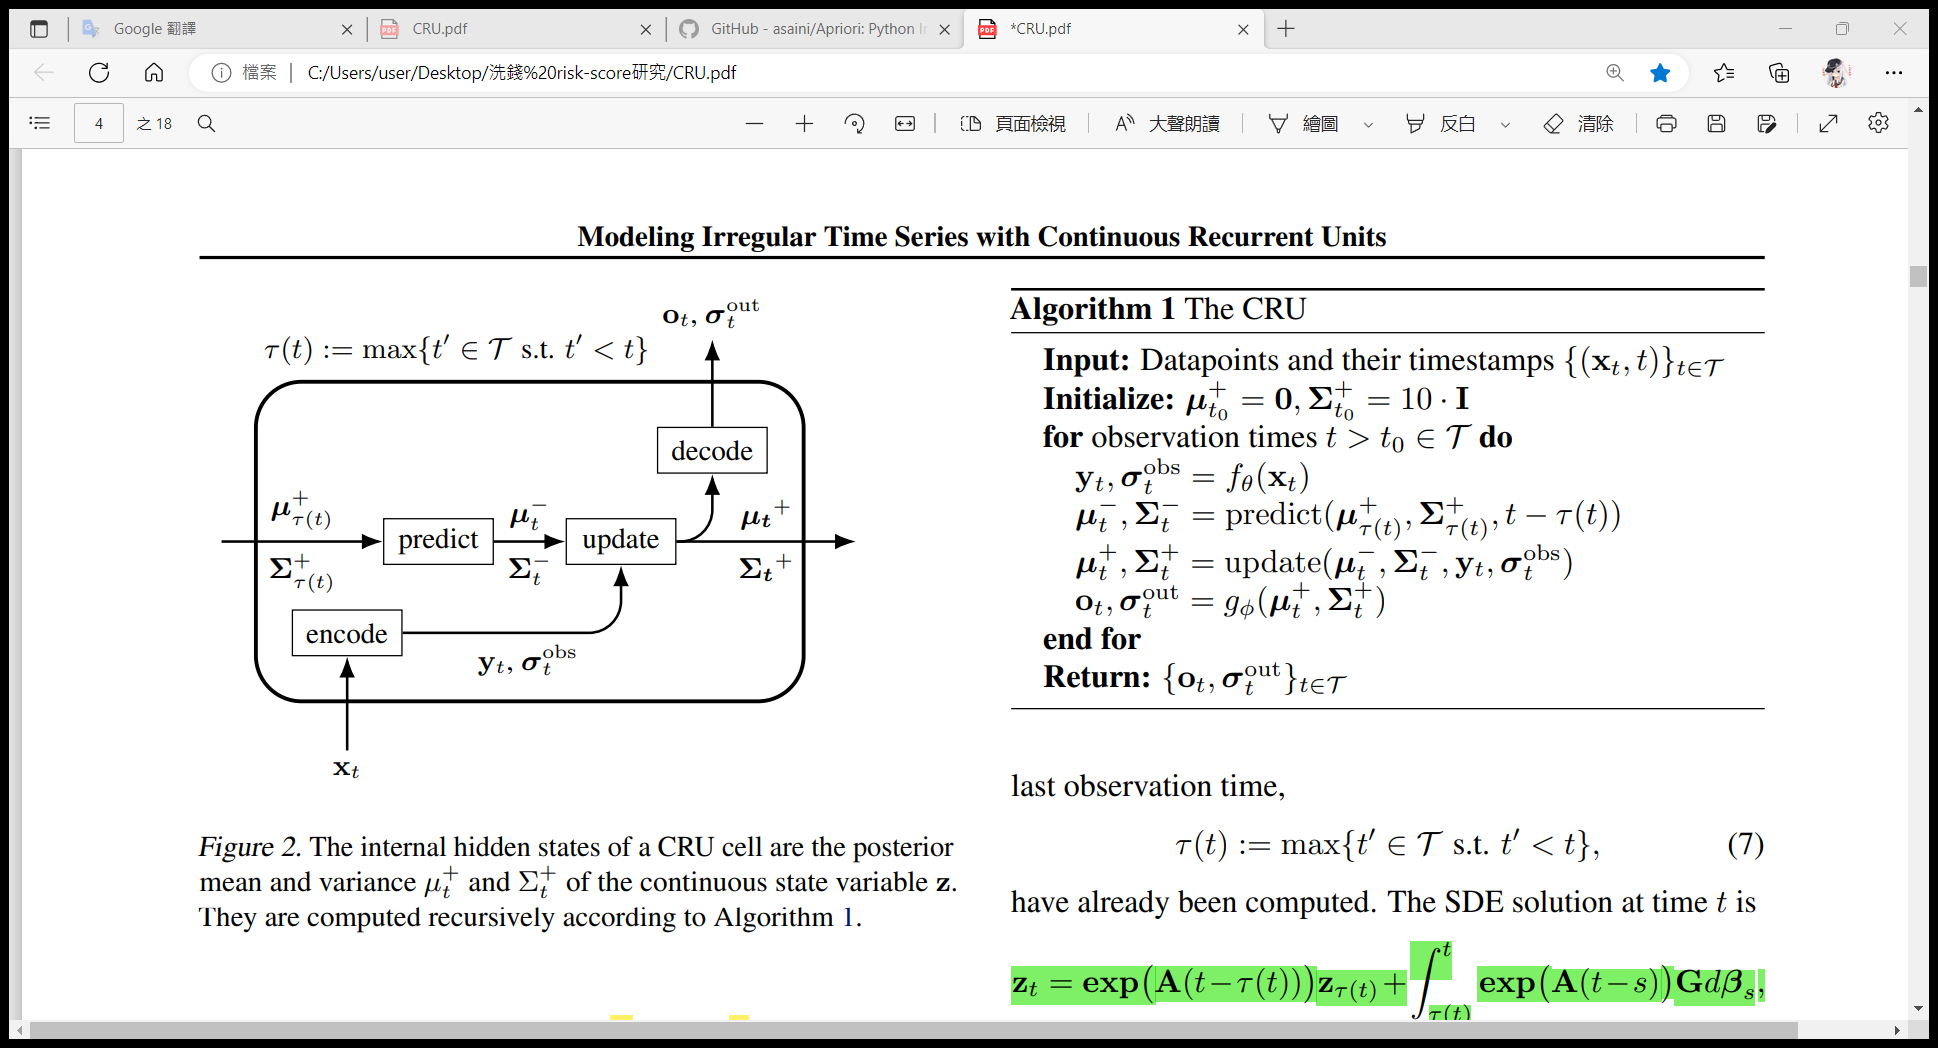 Google 翻譯
CRU.pdf
GitHub - asaini/Apriori: Python In
*CRU.pdf
檔案 | C:/Users/user/Desktop/洗錢%20risk-score研究/CRU.pdf
4 之 18 頁面檢視 大聲朗讀 繪圖 反白 清除
Modeling Irregular Time Series with Continuous Recurrent Units
o_t, σ_t^out
τ(t) := max{t′ ∈ 𝒯 s.t. t′ < t}
decode
μ^+_τ(t) μ_t^- μ_t^+
predict update
Σ^+_τ(t) Σ_t^- Σ_t^+
encode
y_t, σ_t^obs
x_t
Figure 2. The internal hidden states of a CRU cell are the posterior
mean and variance μ_t^+ and Σ_t^+ of the continuous state variable z.
They are computed recursively according to Algorithm 1.
Algorithm 1 The CRU
Input: Datapoints and their timestamps {(x_t, t)}_t∈𝒯
Initialize: μ^+_t₀ = 0, Σ^+_t₀ = 10 · I
for observation times t > t₀ ∈ 𝒯 do
y_t, σ_t^obs = f_θ(x_t)
μ_t^-, Σ_t^- = predict(μ^+_τ(t), Σ^+_τ(t), t − τ(t))
μ_t^+, Σ_t^+ = update(μ_t^-, Σ_t^-, y_t, σ_t^obs)
o_t, σ_t^out = g_ϕ(μ_t^+, Σ_t^+)
end for
Return: {o_t, σ_t^out}_t∈𝒯
last observation time,
τ(t) := max{t′ ∈ 𝒯 s.t. t′ < t}, (7)
have already been computed. The SDE solution at time t is
z_t = exp(A(t−τ(t)))z_τ(t) + ∫_τ(t)^t exp(A(t−s))Gdβ_s,